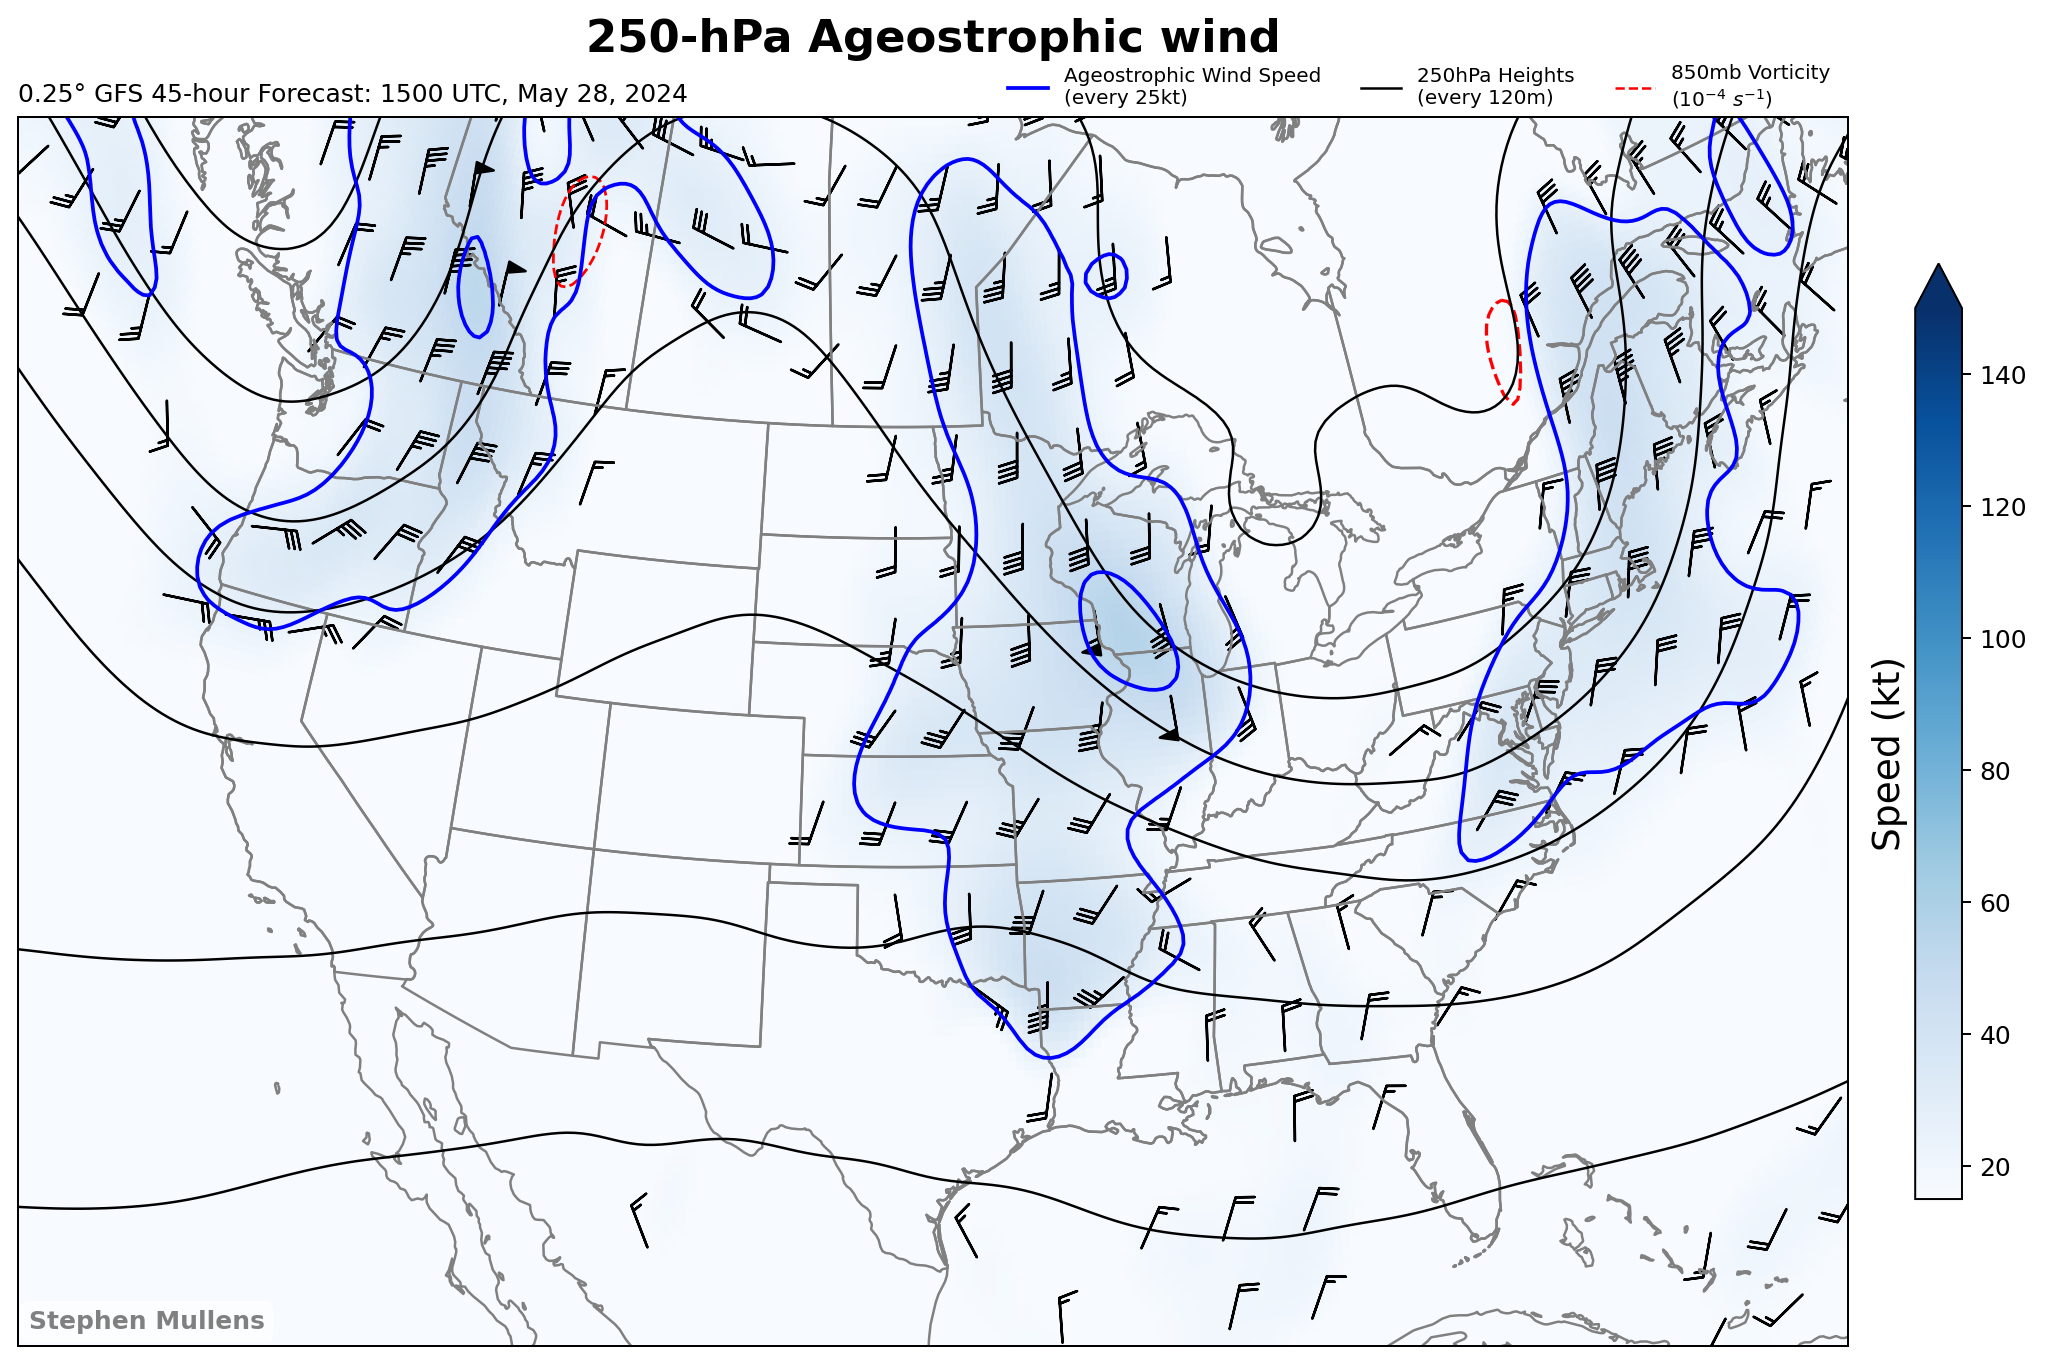 250-hPa Ageostrophic wind
0.25° GFS 45-hour Forecast: 1500 UTC, May 28, 2024
Ageostrophic Wind Speed
(every 25kt)
250hPa Heights
(every 120m)
850mb Vorticity
(10⁻⁴ s⁻¹)
140
120
100
80
60
40
20
Speed (kt)
Stephen Mullens